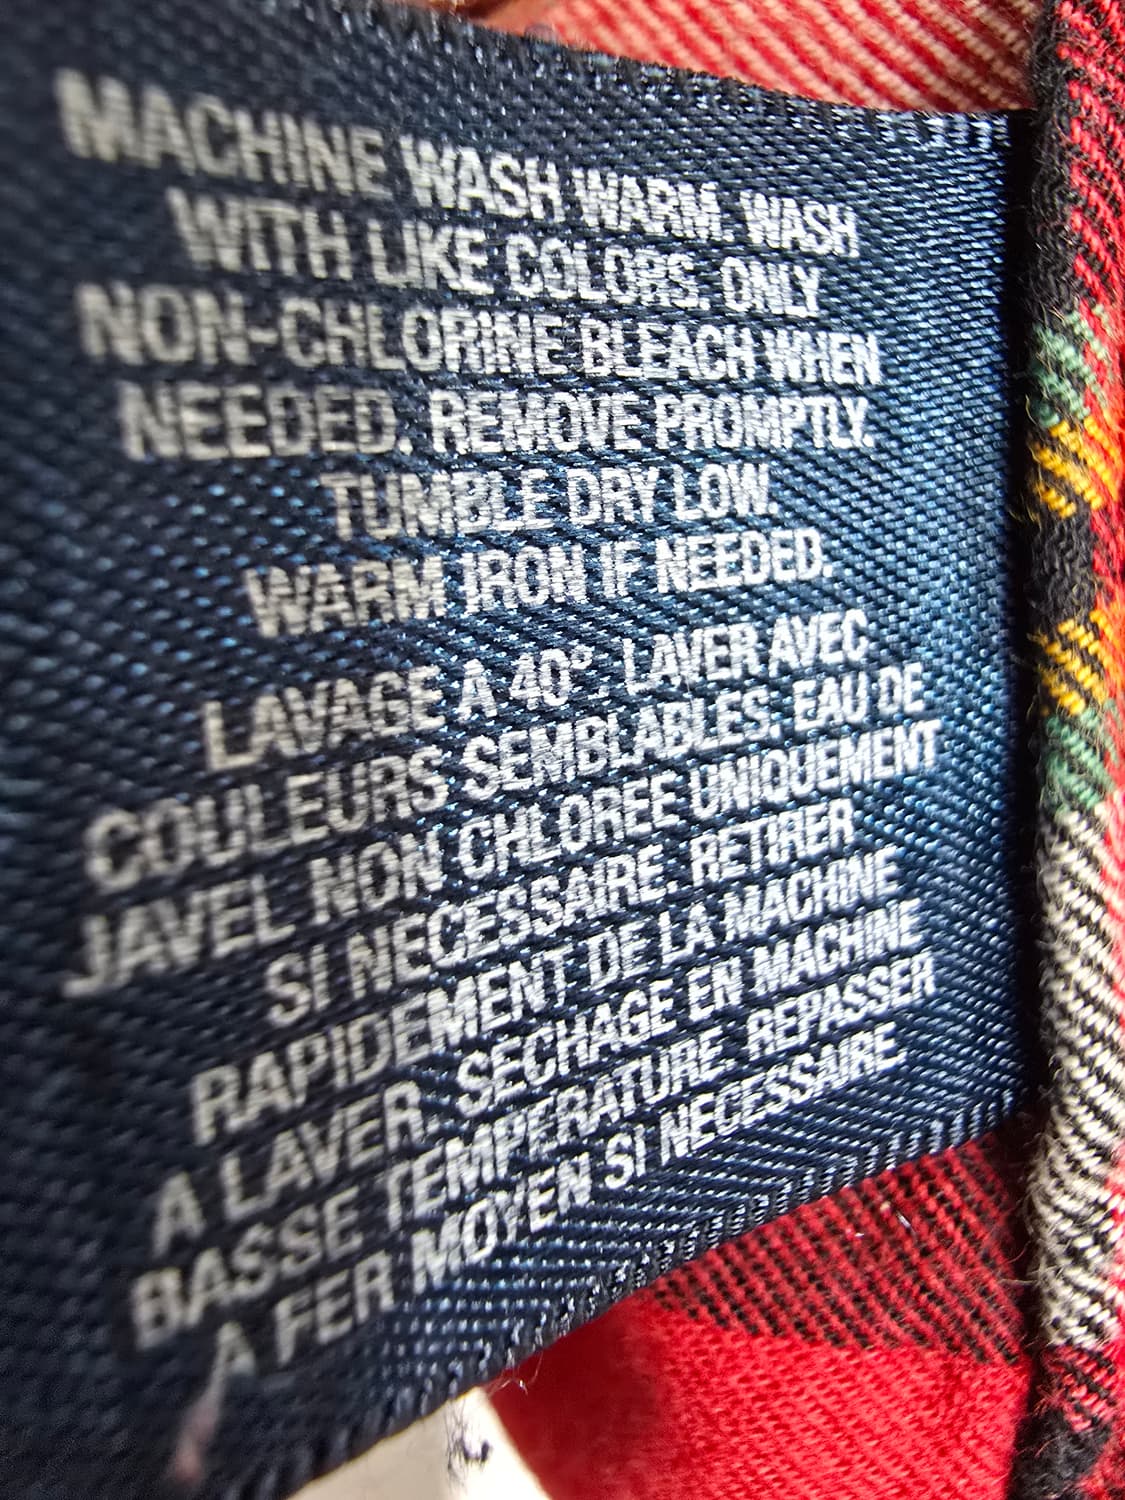 MACHINE WASH WARM. WASH
WITH LIKE COLORS. ONLY
NON-CHLORINE BLEACH WHEN
NEEDED. REMOVE PROMPTLY.
TUMBLE DRY LOW.
WARM IRON IF NEEDED.
LAVAGE A 40°. LAVER AVEC
COULEURS SEMBLABLES. EAU DE
JAVEL NON CHLOREE UNIQUEMENT
SI NECESSAIRE. RETIRER
RAPIDEMENT DE LA MACHINE
A LAVER. SECHAGE EN MACHINE
BASSE TEMPERATURE. REPASSER
A FER MOYEN SI NECESSAIRE.